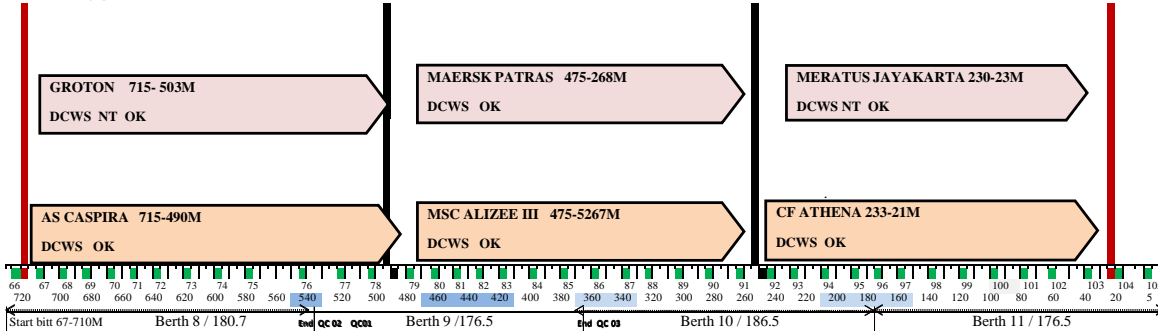 GROTON 715- 503M
DCWS NT OK
MAERSK PATRAS 475-268M
DCWS OK
MERATUS JAYAKARTA 230-23M
DCWS NT OK
AS CASPIRA 715-490M
DCWS OK
MSC ALIZEE III 475-5267M
DCWS OK
CF ATHENA 233-21M
DCWS OK
66 67 68 69 70 71 72 73 74 75 76 77 78 79 80 81 82 83 84 85 86 87 88 89 90 91 92 93 94 95 96 97 98 99 100 101 102 103 104 10
720 700 680 660 640 620 600 580 560 540 520 500 480 460 440 420 400 380 360 340 320 300 280 260 240 220 200 180 160 140 120 100 80 60 40 20 5
Start bitt 67-710M Berth 8 / 180.7 End QC 02 QC01 Berth 9 /176.5 End QC 03 Berth 10 / 186.5 Berth 11 / 176.5